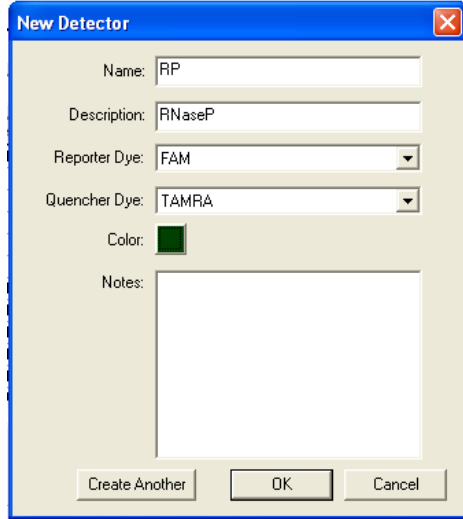 New Detector
Name: RP
Description: RNaseP
Reporter Dye: FAM
Quencher Dye: TAMRA
Color:
Notes:
Create Another OK Cancel